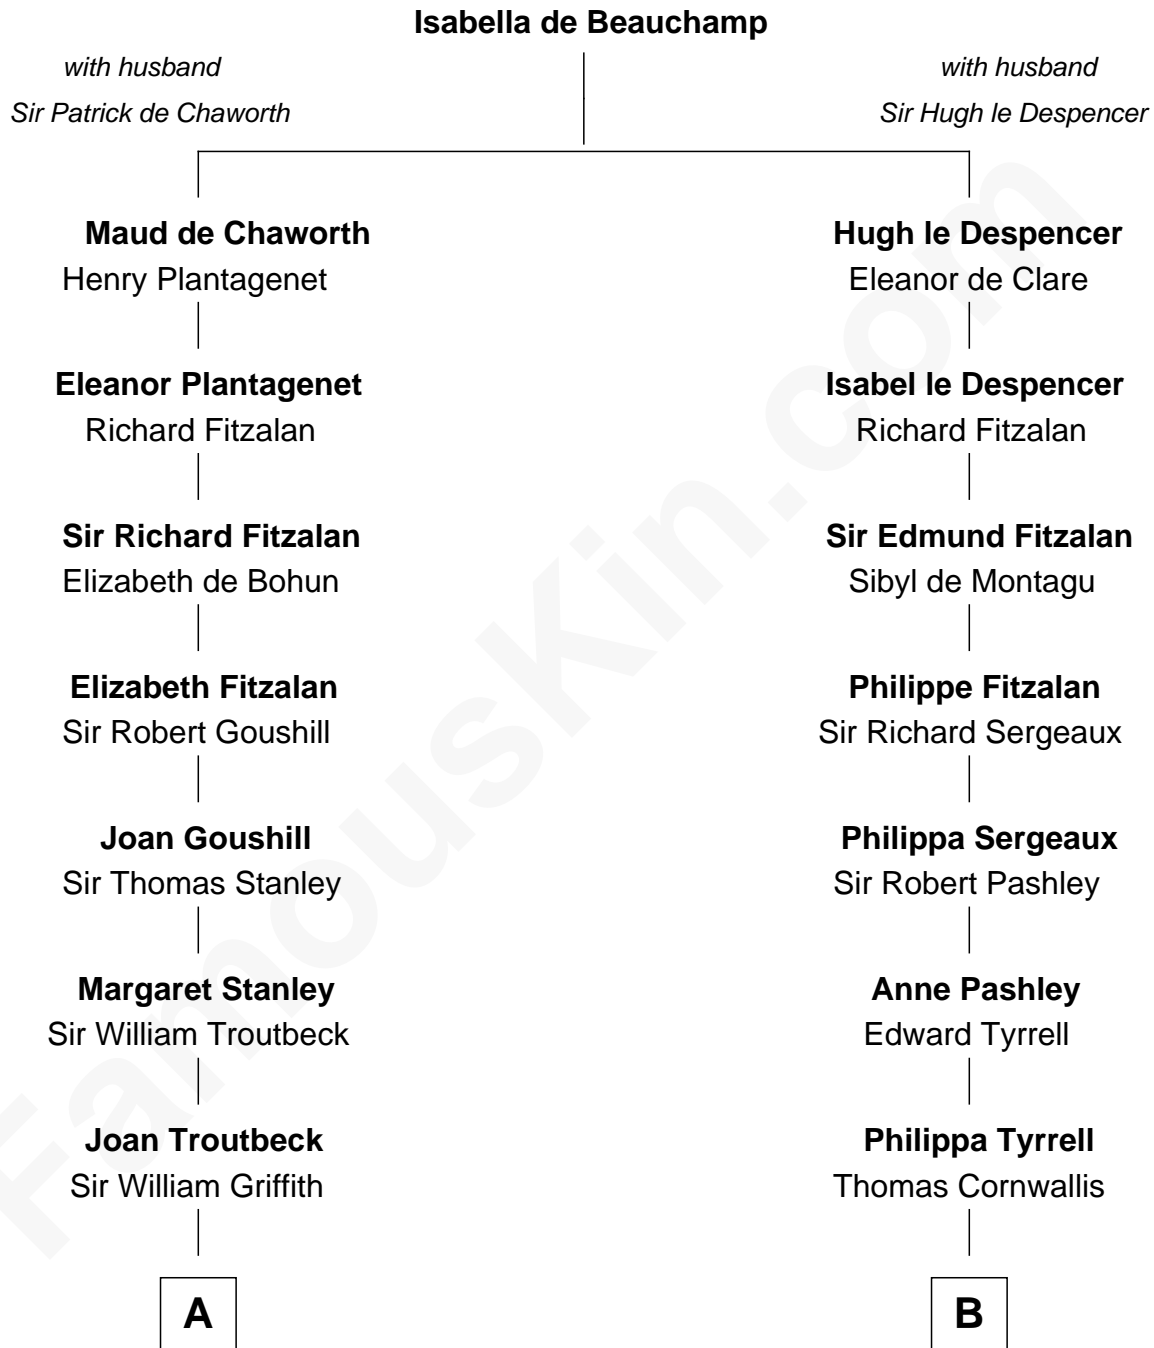 Isabella de Beauchamp
with husband
Sir Patrick de Chaworth
with husband
Sir Hugh le Despencer
Maud de Chaworth
Henry Plantagenet
Hugh le Despencer
Eleanor de Clare
Eleanor Plantagenet
Richard Fitzalan
Isabel le Despencer
Richard Fitzalan
Sir Richard Fitzalan
Elizabeth de Bohun
Sir Edmund Fitzalan
Sibyl de Montagu
Elizabeth Fitzalan
Sir Robert Goushill
Philippe Fitzalan
Sir Richard Sergeaux
Joan Goushill
Sir Thomas Stanley
Philippa Sergeaux
Sir Robert Pashley
Margaret Stanley
Sir William Troutbeck
Anne Pashley
Edward Tyrrell
Joan Troutbeck
Sir William Griffith
Philippa Tyrrell
Thomas Cornwallis
A
B
FamousKin.com